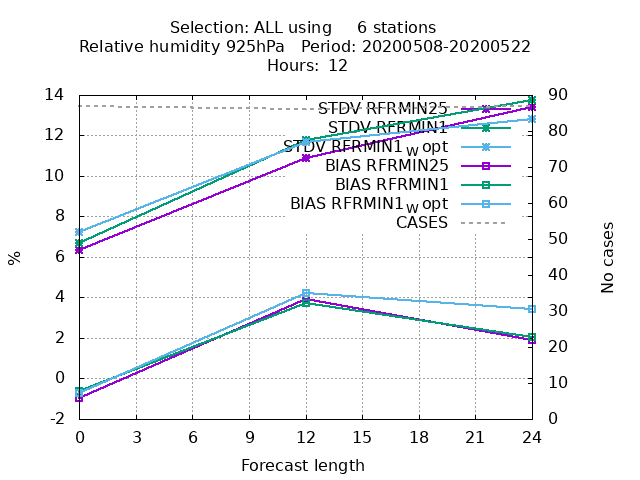 Selection: ALL using 6 stations
Relative humidity 925hPa Period: 20200508-20200522
Hours: 12
14
12
10
8
6
4
2
0
-2
%
90
80
70
60
50
40
30
20
10
0
No cases
STDV RFRMIN25
STDV RFRMIN1
STDV RFRMIN1_W opt
BIAS RFRMIN25
BIAS RFRMIN1
BIAS RFRMIN1_W opt
CASES
0 3 6 9 12 15 18 21 24
Forecast length